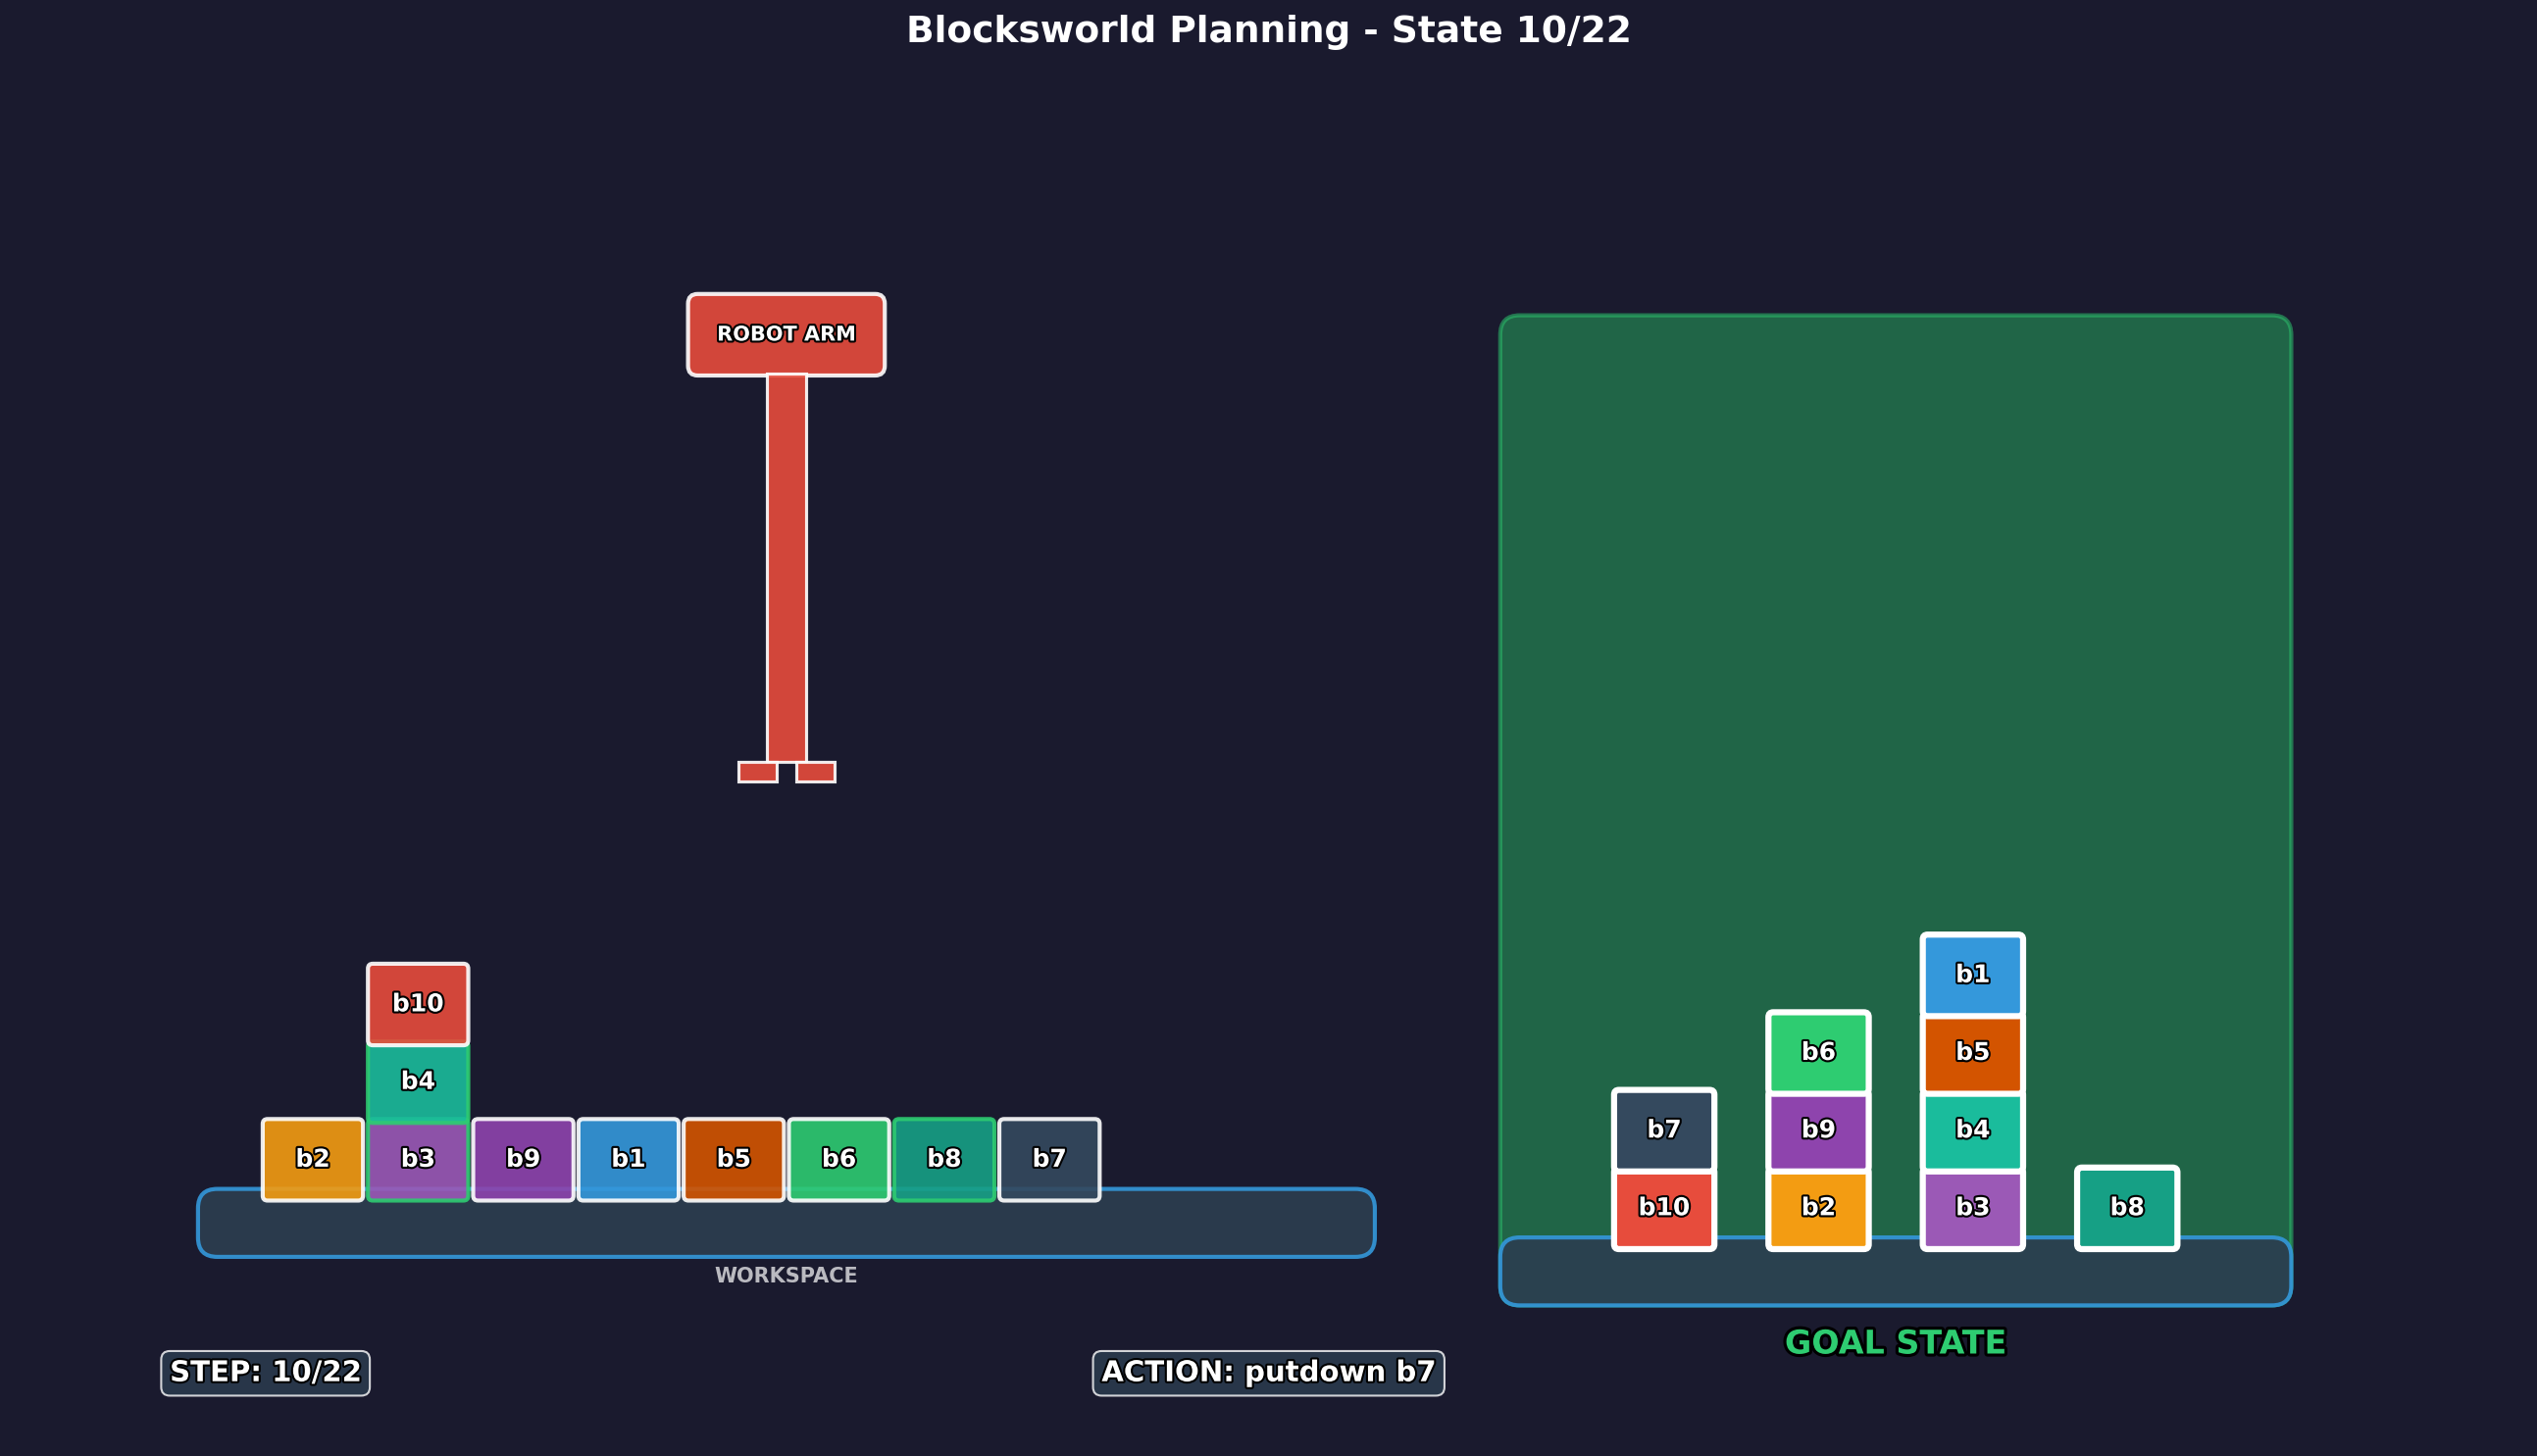 Blocksworld Planning - State 10/22
ROBOT ARM
b10
b4
b2
b3
b9
b1
b5
b6
b8
b7
WORKSPACE
b1
b6
b5
b7
b9
b4
b10
b2
b3
b8
GOAL STATE
STEP: 10/22
ACTION: putdown b7